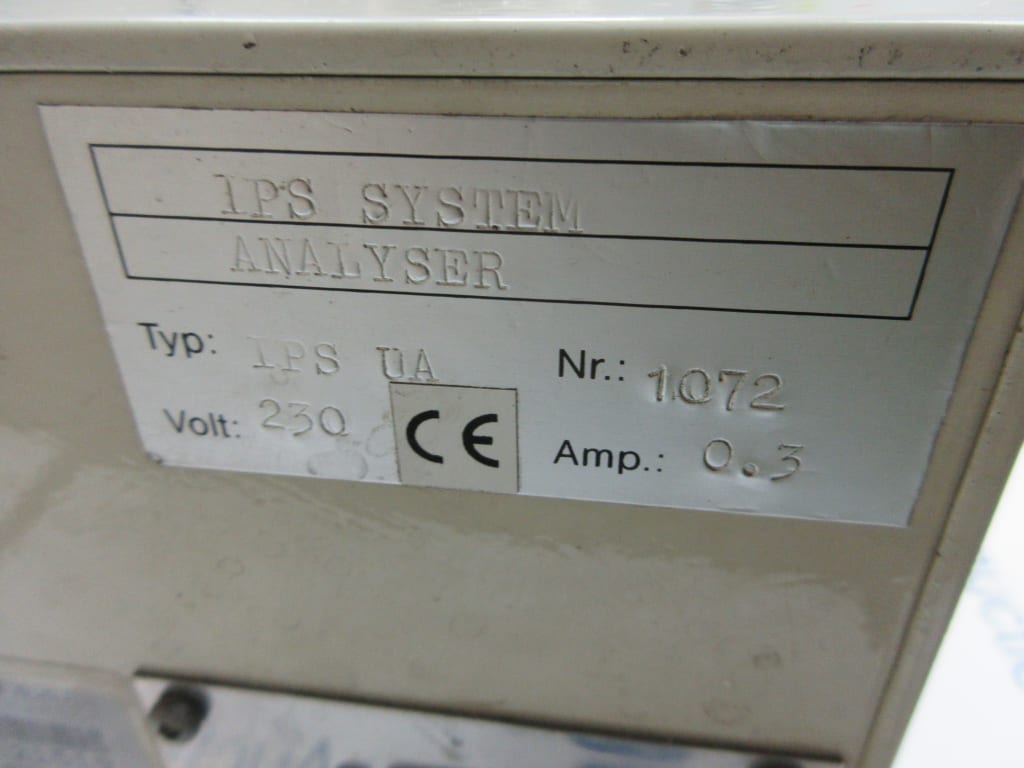 IPS SYSTEM
ANALYSER
Typ: IPS UA Nr.: 1072
Volt: 230 CE Amp.: 0.3